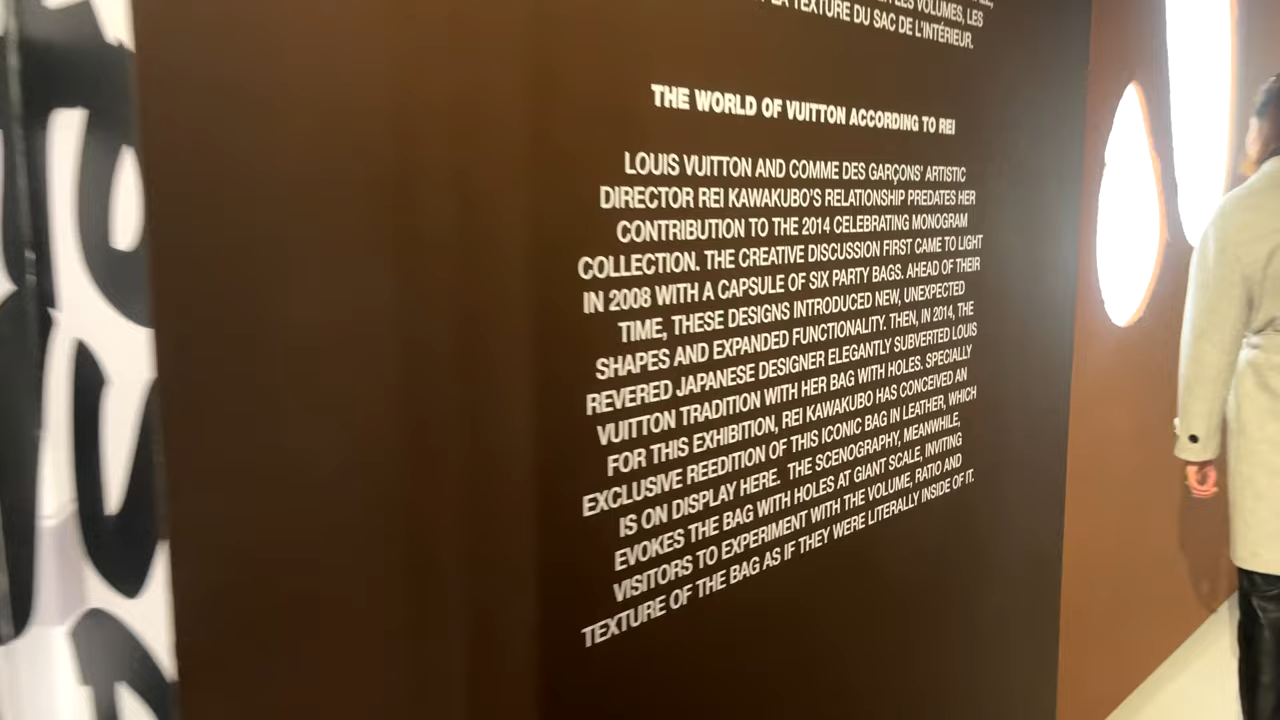 LES VOLUMES, LES
LA TEXTURE DU SAC DE L'INTÉRIEUR.
THE WORLD OF VUITTON ACCORDING TO REI
LOUIS VUITTON AND COMME DES GARÇONS' ARTISTIC
DIRECTOR REI KAWAKUBO'S RELATIONSHIP PREDATES HER
CONTRIBUTION TO THE 2014 CELEBRATING MONOGRAM
COLLECTION. THE CREATIVE DISCUSSION FIRST CAME TO LIGHT
IN 2008 WITH A CAPSULE OF SIX PARTY BAGS. AHEAD OF THEIR
TIME, THESE DESIGNS INTRODUCED NEW, UNEXPECTED
SHAPES AND EXPANDED FUNCTIONALITY. THEN, IN 2014, THE
REVERED JAPANESE DESIGNER ELEGANTLY SUBVERTED LOUIS
VUITTON TRADITION WITH HER BAG WITH HOLES. SPECIALLY
FOR THIS EXHIBITION, REI KAWAKUBO HAS CONCEIVED AN
EXCLUSIVE REEDITION OF THIS ICONIC BAG IN LEATHER, WHICH
IS ON DISPLAY HERE. THE SCENOGRAPHY, MEANWHILE,
EVOKES THE BAG WITH HOLES AT GIANT SCALE, INVITING
VISITORS TO EXPERIMENT WITH THE VOLUME, RATIO AND
TEXTURE OF THE BAG AS IF THEY WERE LITERALLY INSIDE OF IT.